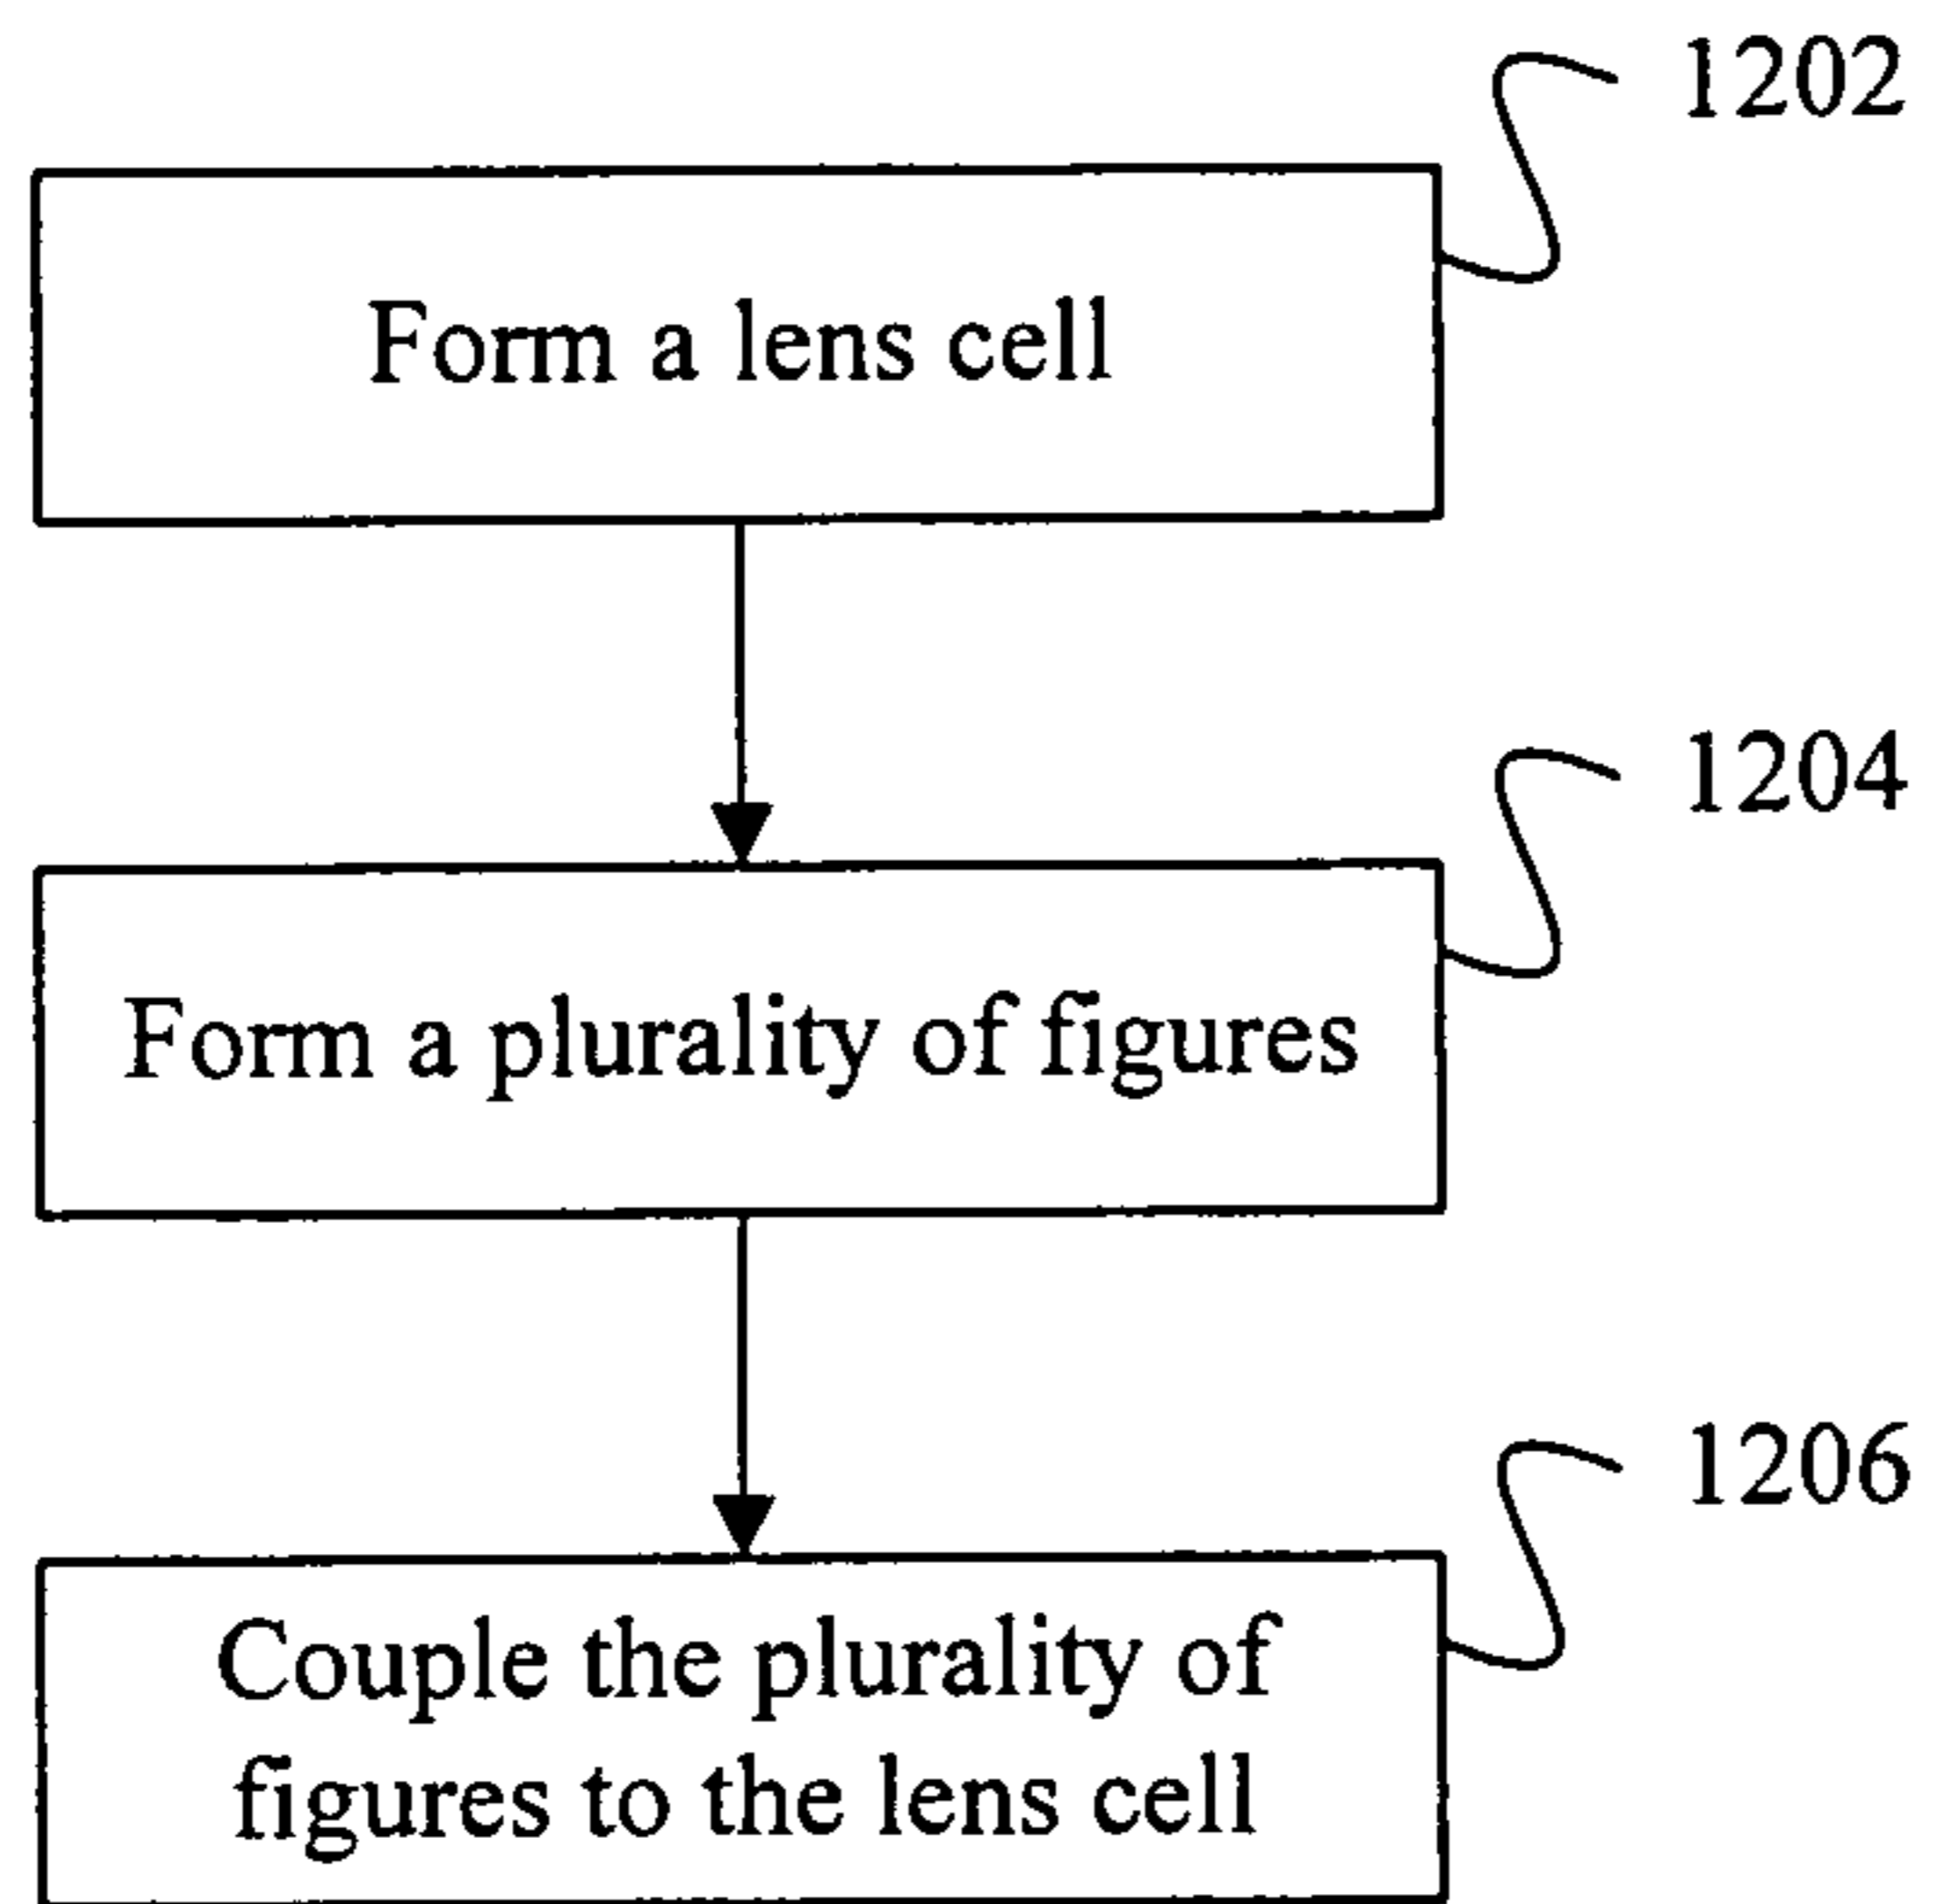 1202
Form a lens cell
1204
Form a plurality of figures
1206
Couple the plurality of
figures to the lens cell